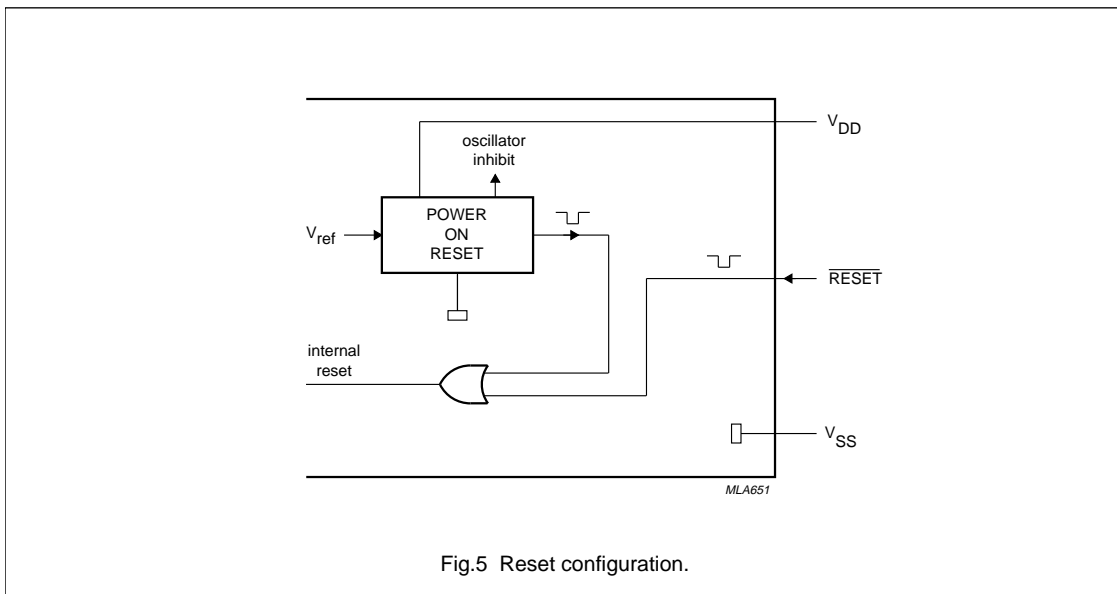 V_DD
oscillator
inhibit
POWER
ON
RESET
V_ref
RESET
internal
reset
V_SS
MLA651
Fig.5 Reset configuration.